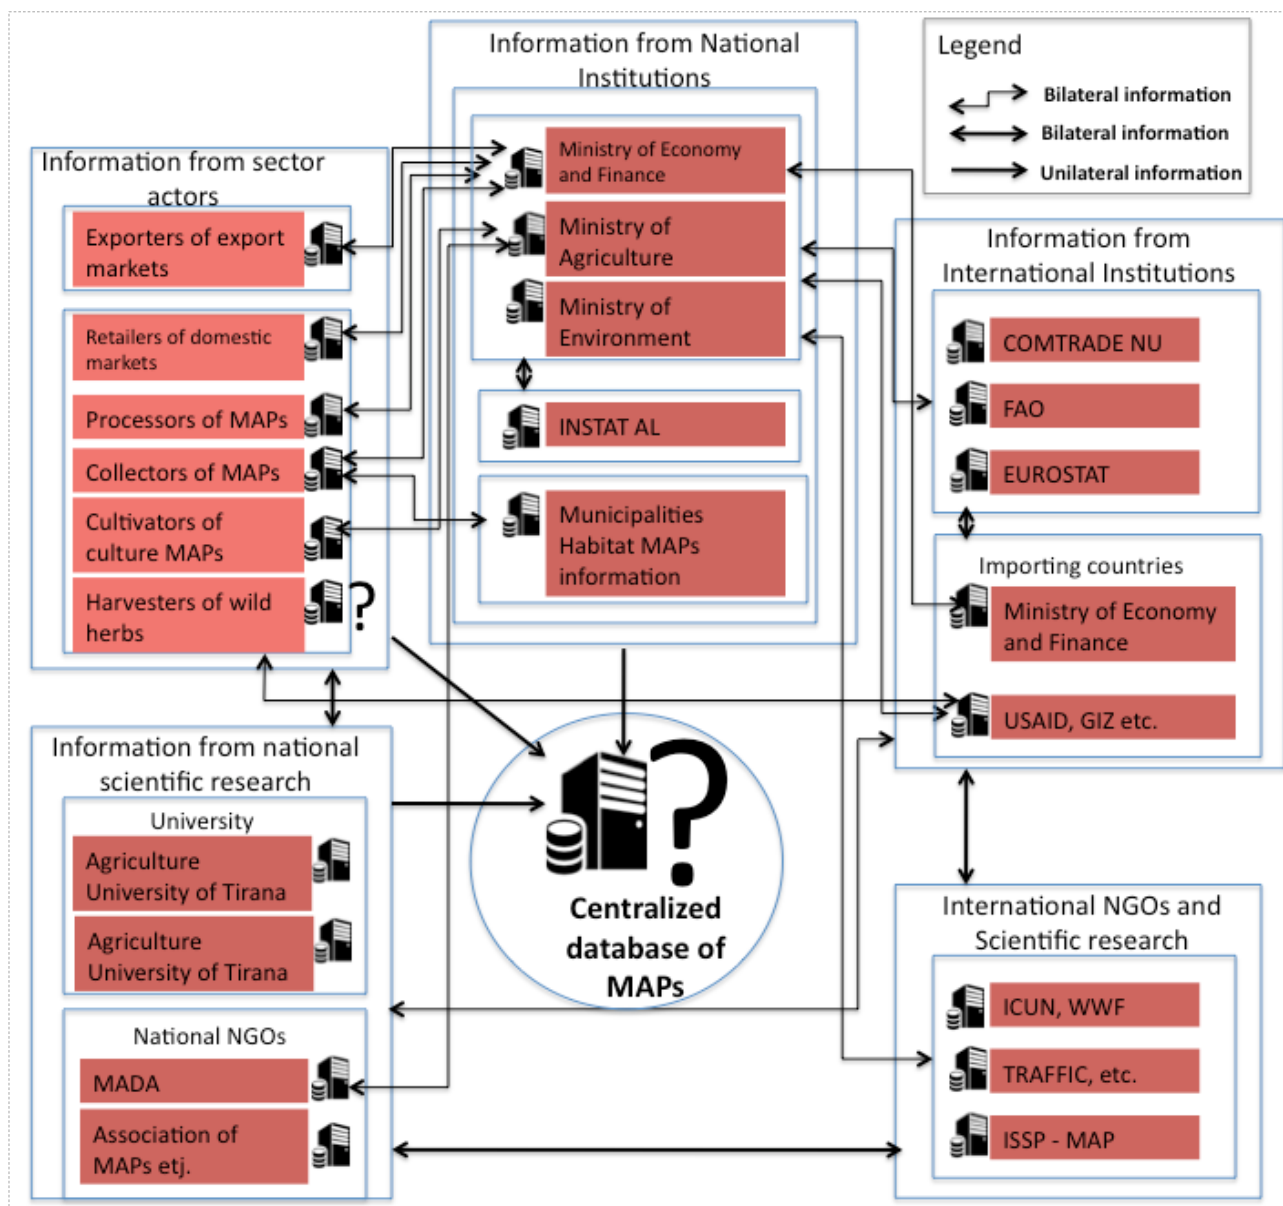 Information from National
Institutions
Ministry of Economy
and Finance
Ministry of
Agriculture
Ministry of
Environment
INSTAT AL
Municipalities
Habitat MAPs
information
Legend
Bilateral information
Bilateral information
Unilateral information
Information from sector
actors
Exporters of export
markets
Retailers of domestic
markets
Processors of MAPs
Collectors of MAPs
Cultivators of
culture MAPs
Harvesters of wild
herbs
?
Information from
International Institutions
COMTRADE NU
FAO
EUROSTAT
Importing countries
Ministry of Economy
and Finance
USAID, GIZ etc.
Information from national
scientific research
University
Agriculture
University of Tirana
Agriculture
University of Tirana
National NGOs
MADA
Association of
MAPs etj.
?
Centralized
database of
MAPs
International NGOs and
Scientific research
ICUN, WWF
TRAFFIC, etc.
ISSP - MAP